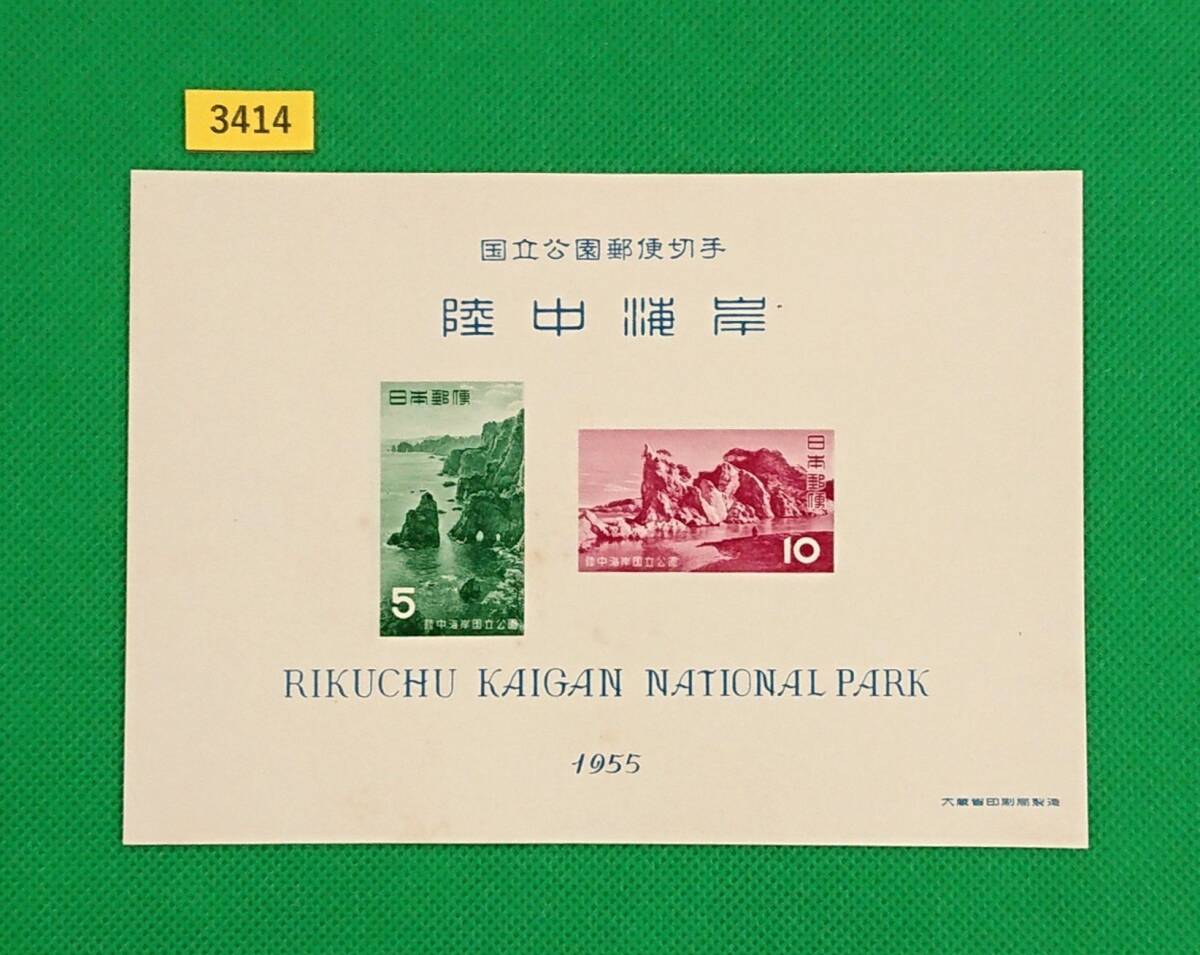 3414
国立公園郵便切手
陸中海岸
日本郵便
5
陸中海岸国立公園
日本郵便
10
陸中海岸国立公園
RIKUCHU KAIGAN NATIONAL PARK
1955
大蔵省印刷局製造